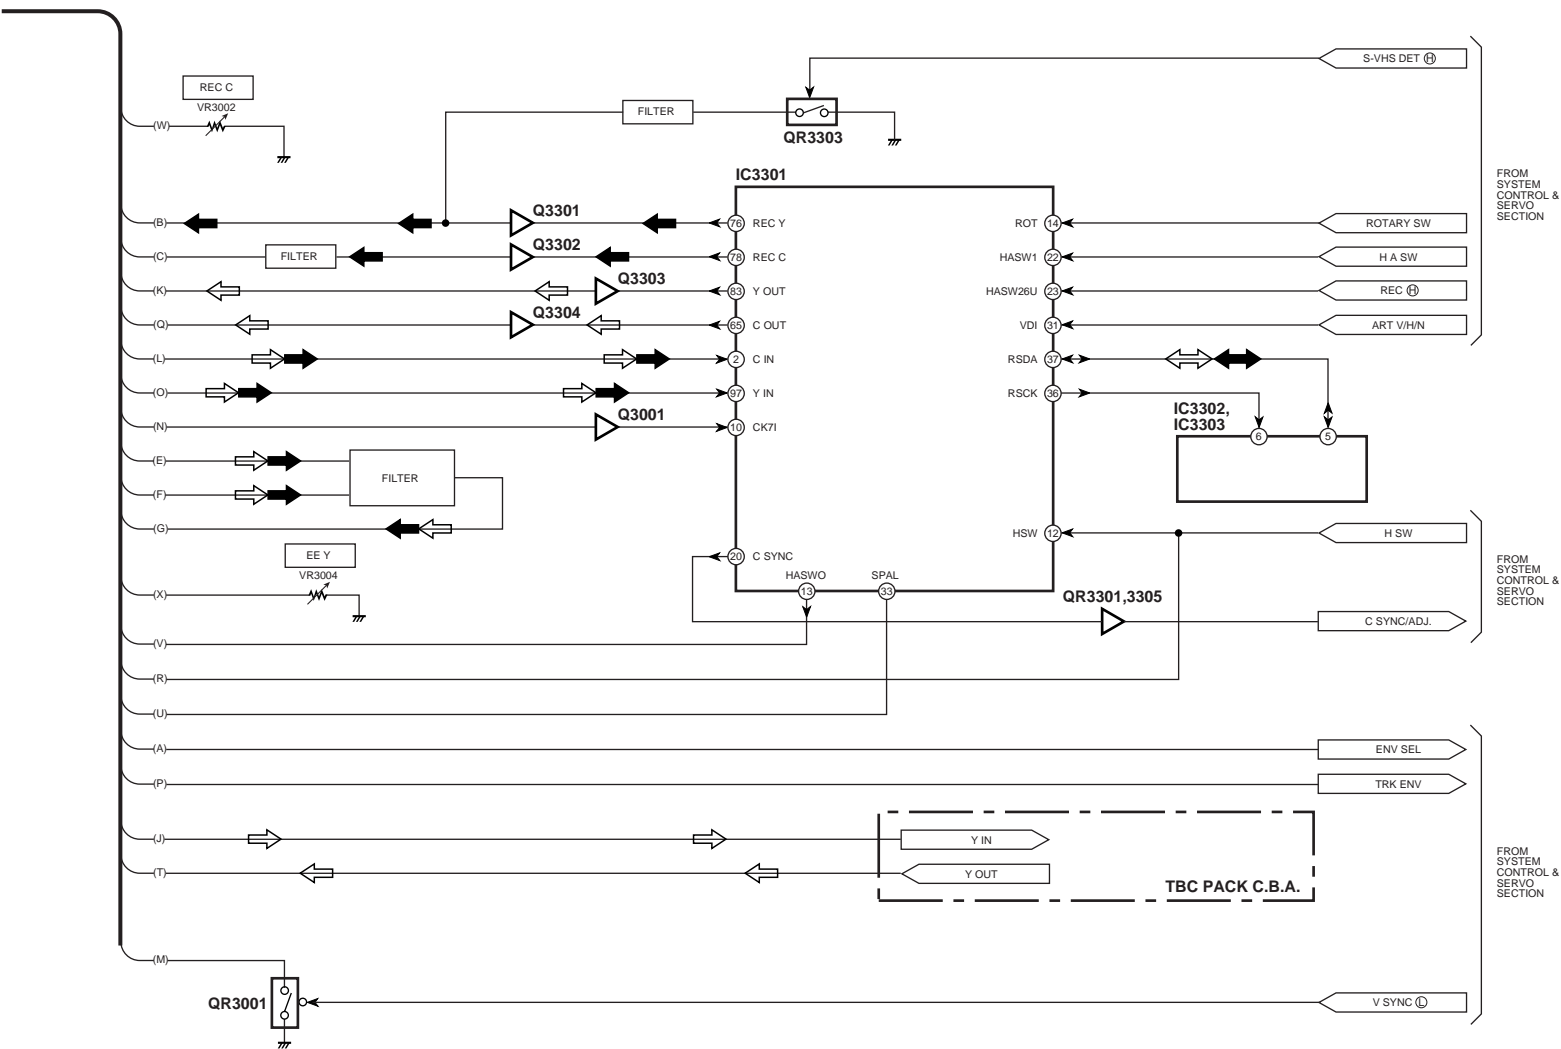 S-VHS DET Ⓗ
REC C
VR3002
FILTER
(W)
QR3303
FROM
SYSTEM
CONTROL &
SERVO
SECTION
IC3301
(B)
Q3301
76 REC Y
ROT 14
ROTARY SW
(C)
FILTER
Q3302
78 REC C
HASW1 22
H A SW
(K)
Q3303
83 Y OUT
HASW26U 23
REC Ⓗ
(Q)
Q3304
65 C OUT
VDI 31
ART V/H/N
(L)
2 C IN
RSDA 37
(O)
97 Y IN
RSCK 36
IC3302,
IC3303
6 5
(N)
Q3001
10 CK7I
(E)
FILTER
(F)
(G)
HSW 12
H SW
EE Y
VR3004
20 C SYNC
HASWO
13
SPAL
33
FROM
SYSTEM
CONTROL &
SERVO
SECTION
(X)
QR3301,3305
C SYNC/ADJ.
(V)
(R)
(U)
(A)
ENV SEL
(P)
TRK ENV
(J)
Y IN
(T)
Y OUT
TBC PACK C.B.A.
FROM
SYSTEM
CONTROL &
SERVO
SECTION
(M)
QR3001
V SYNC Ⓛ